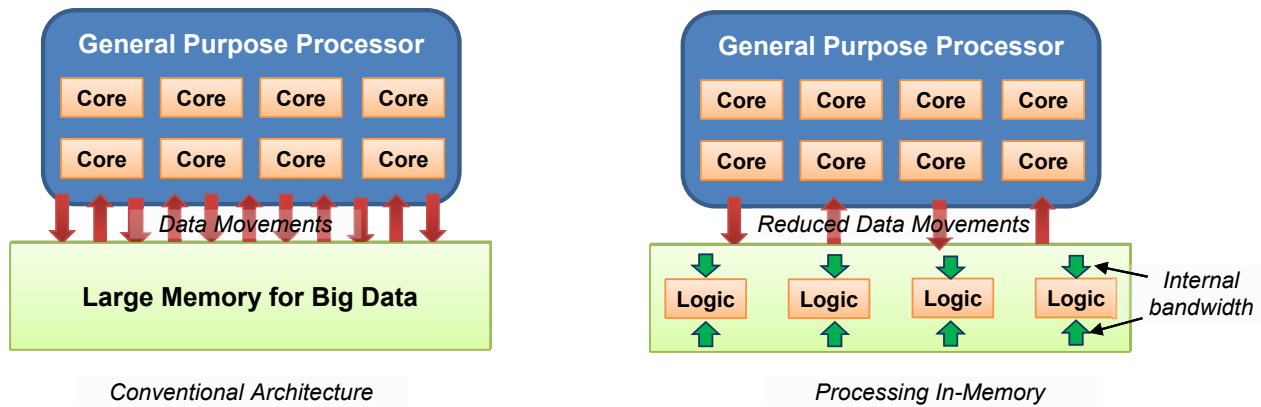 General Purpose Processor
Core Core Core Core
Core Core Core Core
Data Movements
Large Memory for Big Data
Conventional Architecture
General Purpose Processor
Core Core Core Core
Core Core Core Core
Reduced Data Movements
Logic Logic Logic Logic
Internal
bandwidth
Processing In-Memory